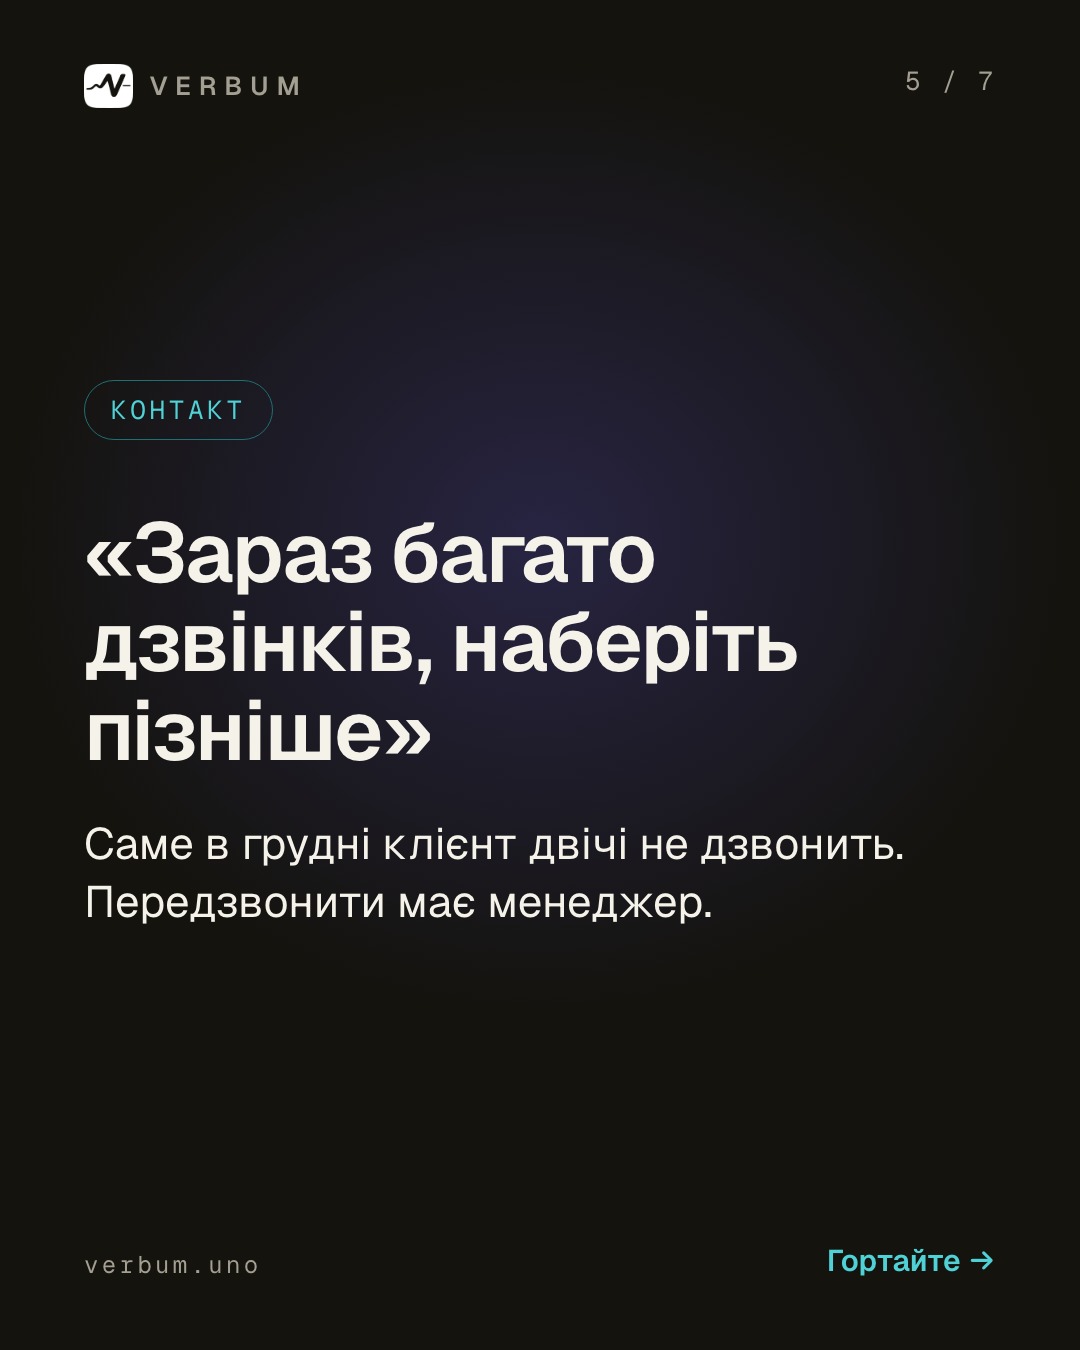 VERBUM
5 / 7
КОНТАКТ
«Зараз багато
дзвінків, наберіть
пізніше»
Саме в грудні клієнт двічі не дзвонить.
Передзвонити має менеджер.
verbum.uno
Гортайте →